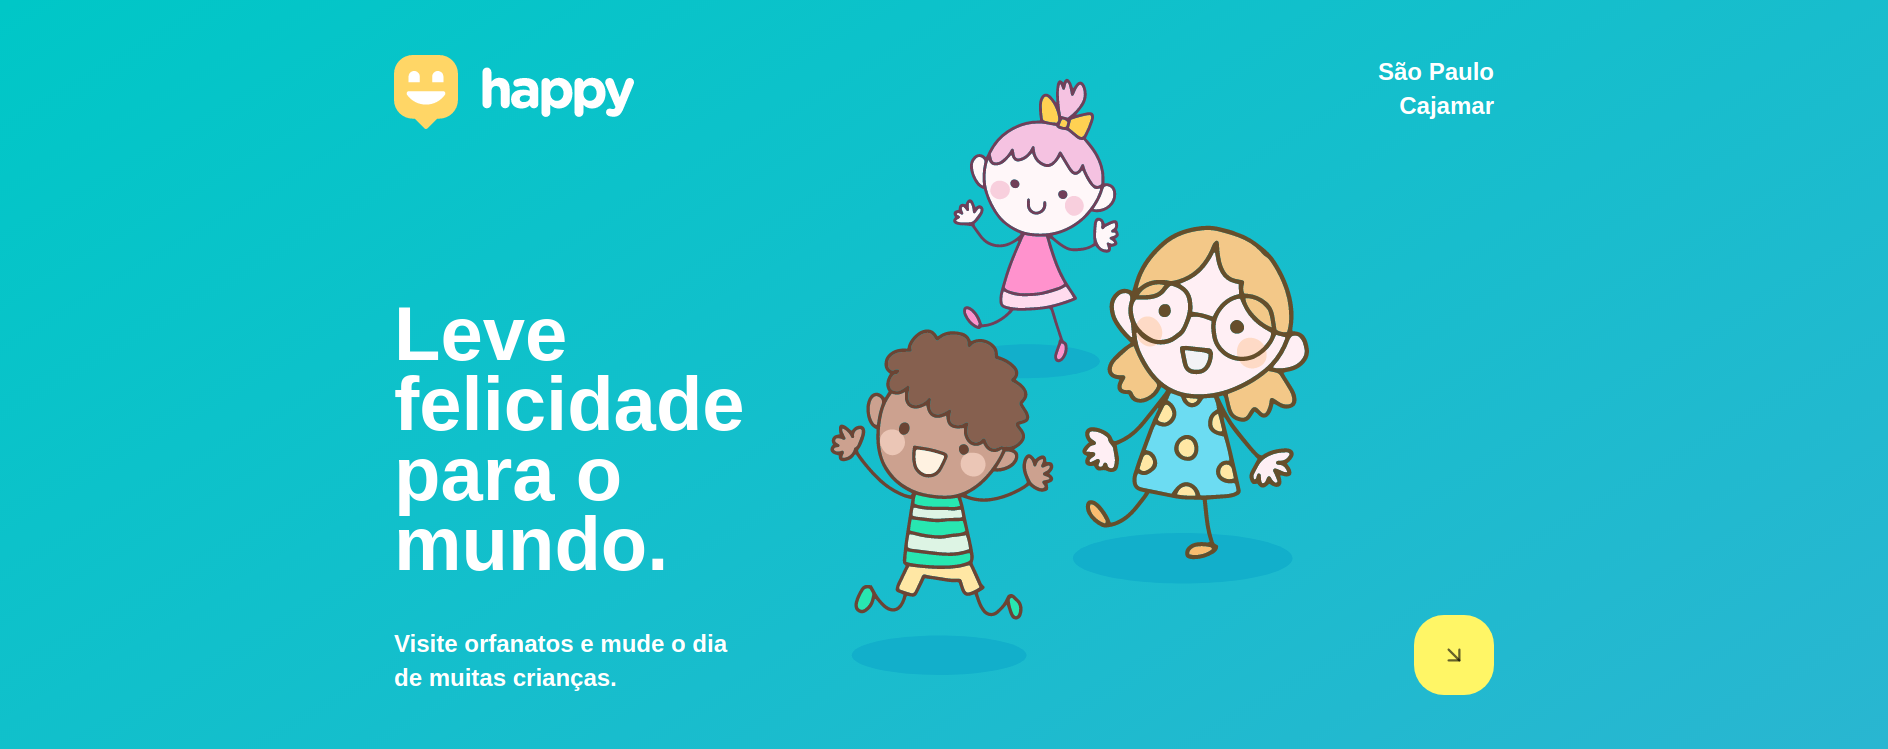 happy
São Paulo
Cajamar
Leve
felicidade
para o
mundo.
Visite orfanatos e mude o dia
de muitas crianças.